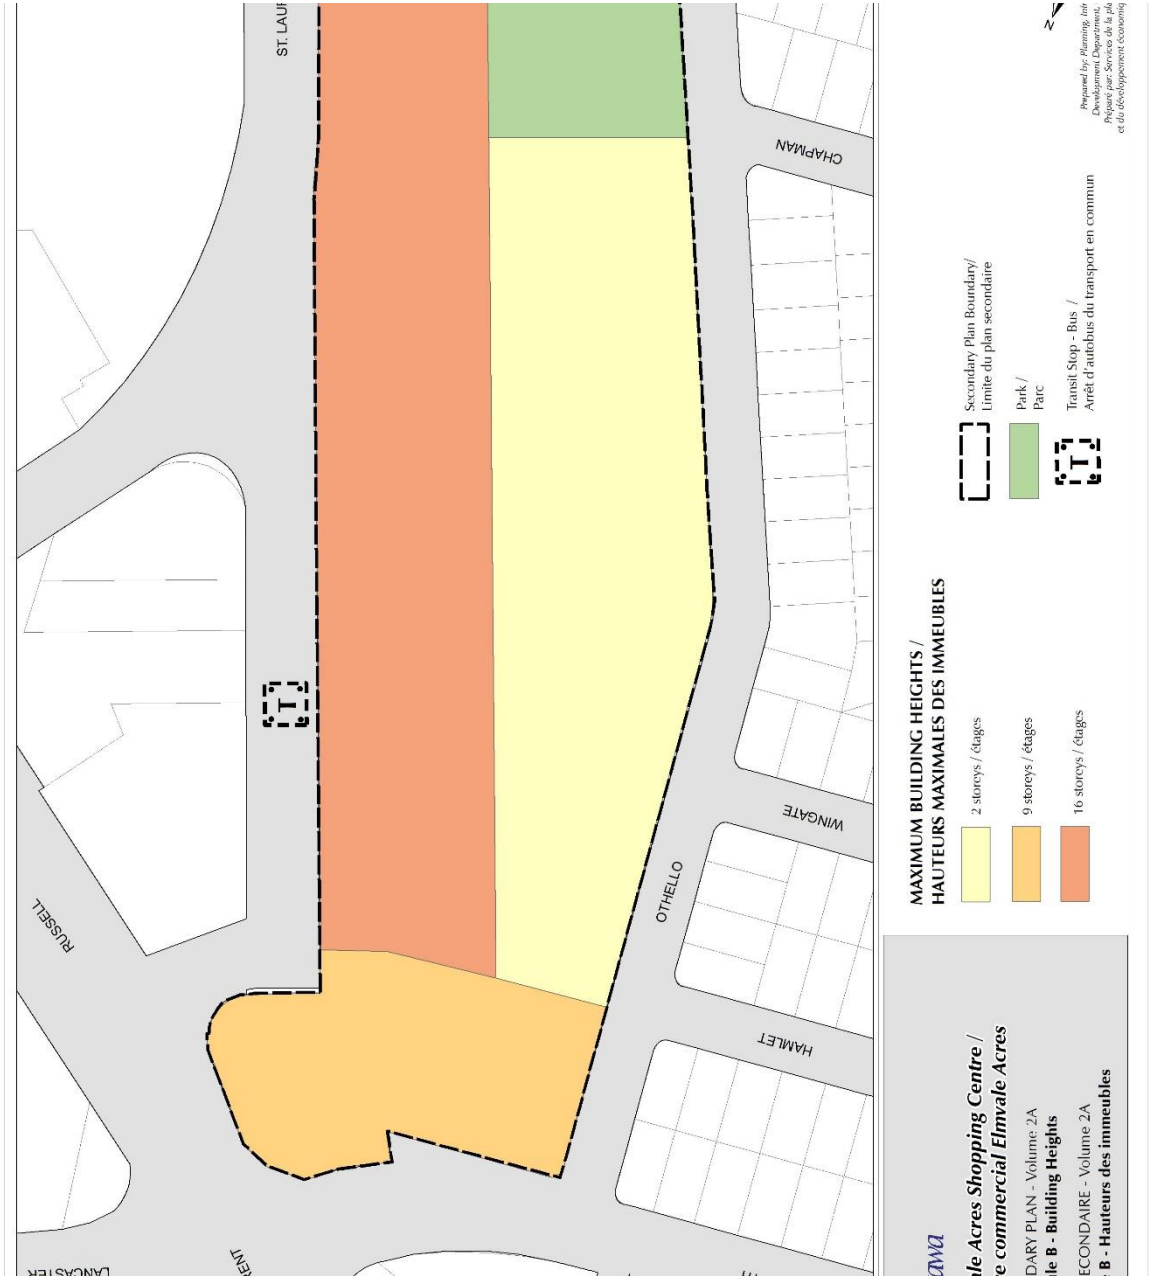 ST. LAUR
CHAPMAN
RUSSELL
OTHELLO
WINGATE
HAMLET
LANCASTER
KENT
T
MAXIMUM BUILDING HEIGHTS /
HAUTEURS MAXIMALES DES IMMEUBLES
2 storeys / étages
9 storeys / étages
16 storeys / étages
Secondary Plan Boundary/
Limite du plan secondaire
Park /
Parc
T
Transit Stop - Bus /
Arrêt d'autobus du transport en commun
N
Prepared by: Planning, Infr
Development Department,
Préparé par: Services de la pla
et du développement économiq
awa
ale Acres Shopping Centre /
re commercial Elmvale Acres
DARY PLAN - Volume 2A
le B - Building Heights
ECONDAIRE - Volume 2A
B - Hauteurs des immeubles